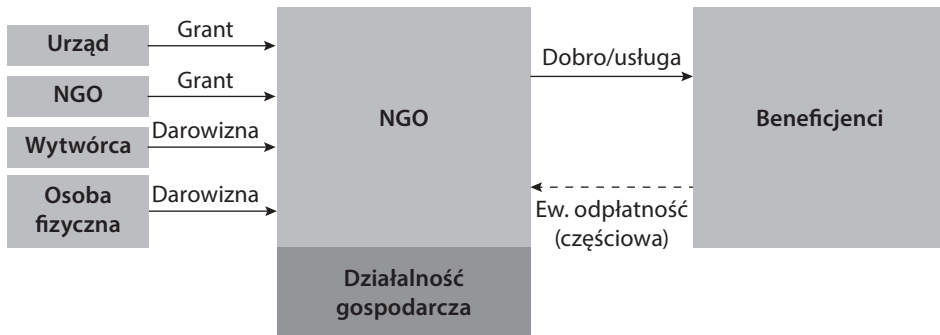 Urząd
Grant
NGO
Grant
Wytwórca
Darowizna
Osoba
fizyczna
Darowizna
NGO
Działalność
gospodarcza
Dobro/usługa
Ew. odpłatność
(częściowa)
Beneficjenci